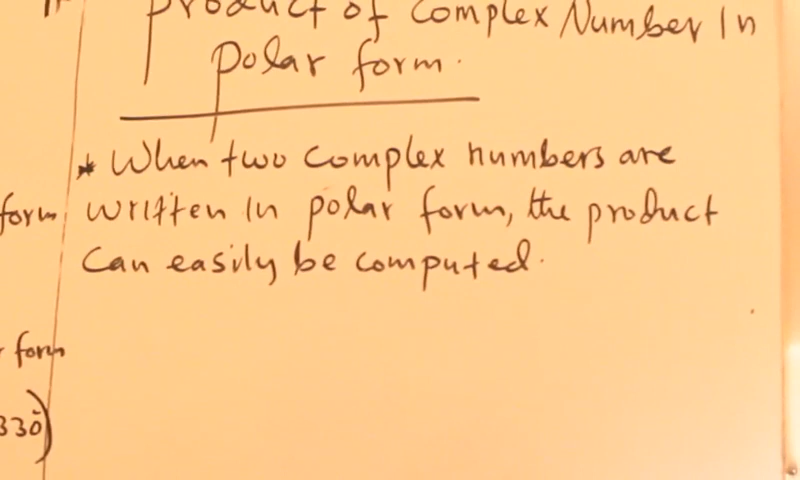 product of Complex Number In
polar form.
* When two complex numbers are
form written in polar form, the product
can easily be computed.
form
330°)